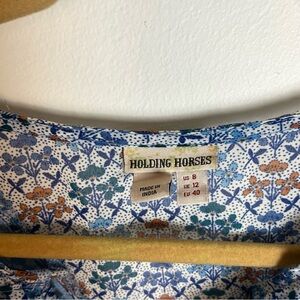 HOLDING HORSES
MADE IN
INDIA
US 8
UK 12
EU 40